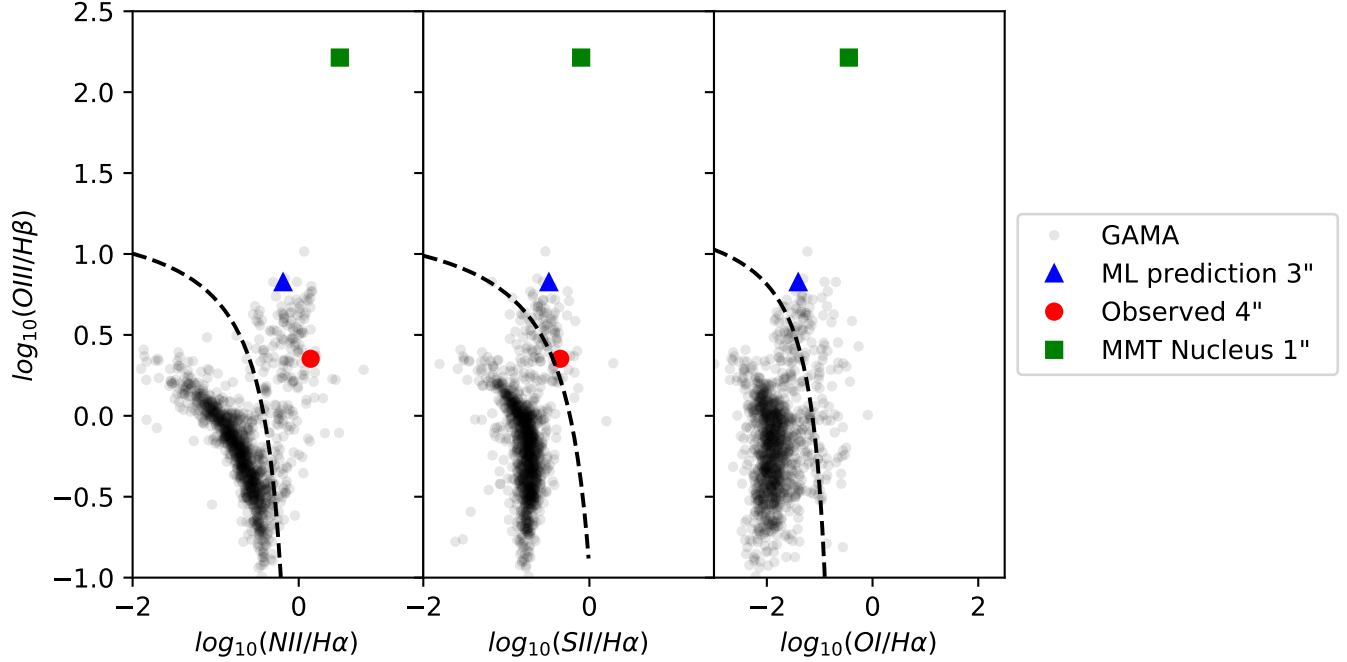 2.5
2.0
1.5
1.0
0.5
0.0
−0.5
−1.0
log₁₀(OIII/Hβ)
−2 0
−2 0
−2 0 2
log₁₀(NII/Hα)
log₁₀(SII/Hα)
log₁₀(OI/Hα)
GAMA
ML prediction 3"
Observed 4"
MMT Nucleus 1"